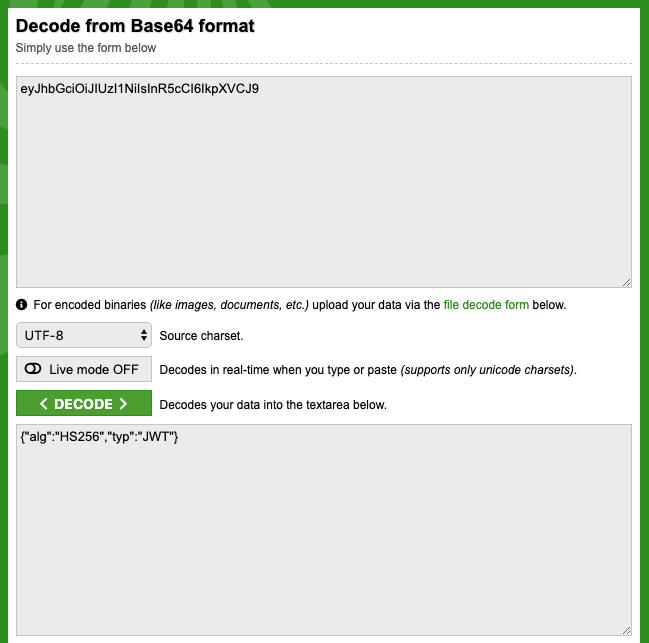 Decode from Base64 format
Simply use the form below
eyJhbGciOiJIUzI1NiIsInR5cCI6IkpXVCJ9
For encoded binaries (like images, documents, etc.) upload your data via the file decode form below.
UTF-8 Source charset.
Live mode OFF Decodes in real-time when you type or paste (supports only unicode charsets).
< DECODE > Decodes your data into the textarea below.
{"alg":"HS256","typ":"JWT"}